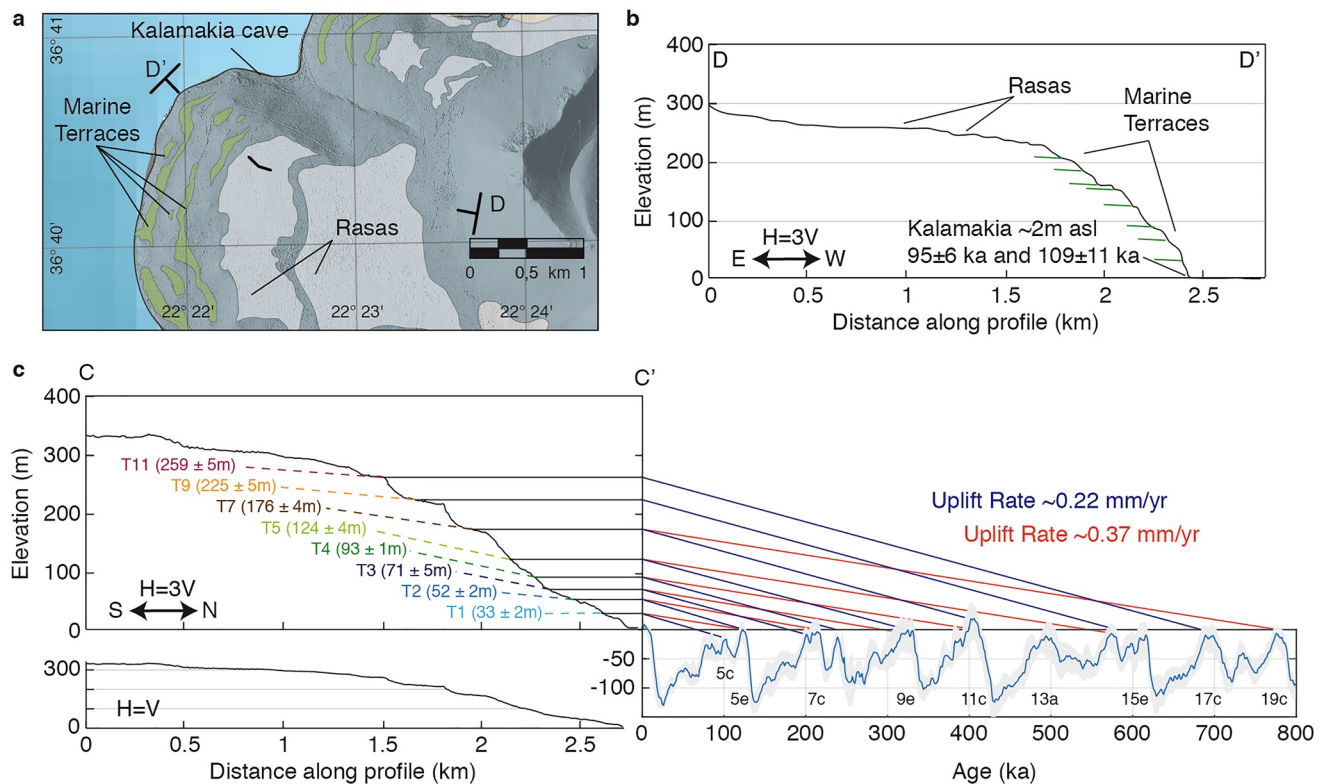 a
36° 41'
Kalamakia cave
D'
Marine
Terraces
D
Rasas
36° 40'
0 0,5 km 1
22° 22' 22° 23' 22° 24'
b
400
D D'
300
Rasas
Marine
Terraces
Elevation (m)
200
100
Kalamakia ~2m asl
95±6 ka and 109±11 ka
H=3V
E W
0
0 0.5 1 1.5 2 2.5
Distance along profile (km)
c
C C'
400
300
200
100
0
Elevation (m)
T11 (259 ± 5m)
T9 (225 ± 5m)
T7 (176 ± 4m)
T5 (124 ± 4m)
T4 (93 ± 1m)
T3 (71 ± 5m)
T2 (52 ± 2m)
T1 (33 ± 2m)
H=3V
S N
Uplift Rate ~0.22 mm/yr
Uplift Rate ~0.37 mm/yr
300
0
H=V
0 0.5 1 1.5 2 2.5
Distance along profile (km)
-50
-100
5c
5e 7c 9e 11c 13a 15e 17c 19c
0 100 200 300 400 500 600 700 800
Age (ka)